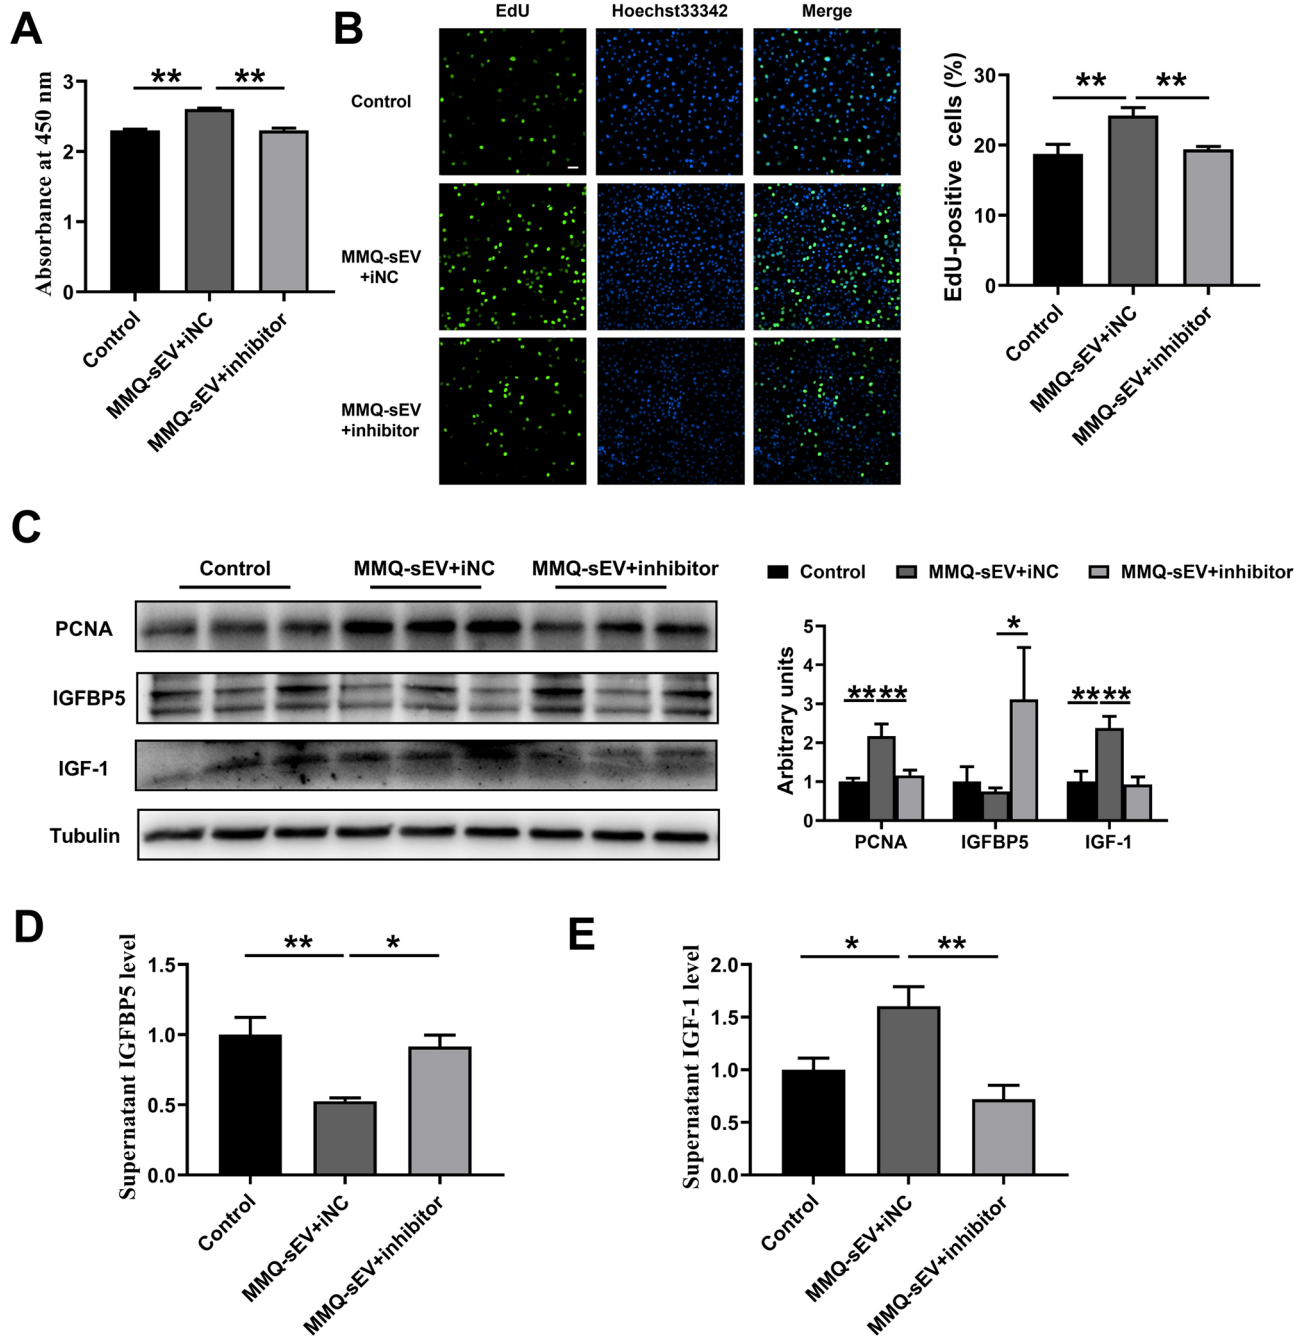 A
Absorbance at 450 nm
3
2
1
0
** **
Control
MMQ-sEV+iNC
MMQ-sEV+inhibitor
B
EdU Hoechst33342 Merge
Control
MMQ-sEV
+iNC
MMQ-sEV
+inhibitor
EdU-positive cells (%)
30
20
10
0
** **
Control
MMQ-sEV+iNC
MMQ-sEV+inhibitor
C
Control MMQ-sEV+iNC MMQ-sEV+inhibitor
PCNA
IGFBP5
IGF-1
Tubulin
Control MMQ-sEV+iNC MMQ-sEV+inhibitor
Arbitrary units
5
4
3
2
1
0
**** * ****
PCNA IGFBP5 IGF-1
D
Supernatant IGFBP5 level
1.5
1.0
0.5
0.0
** *
Control
MMQ-sEV+iNC
MMQ-sEV+inhibitor
E
Supernatant IGF-1 level
2.0
1.5
1.0
0.5
0.0
* **
Control
MMQ-sEV+iNC
MMQ-sEV+inhibitor